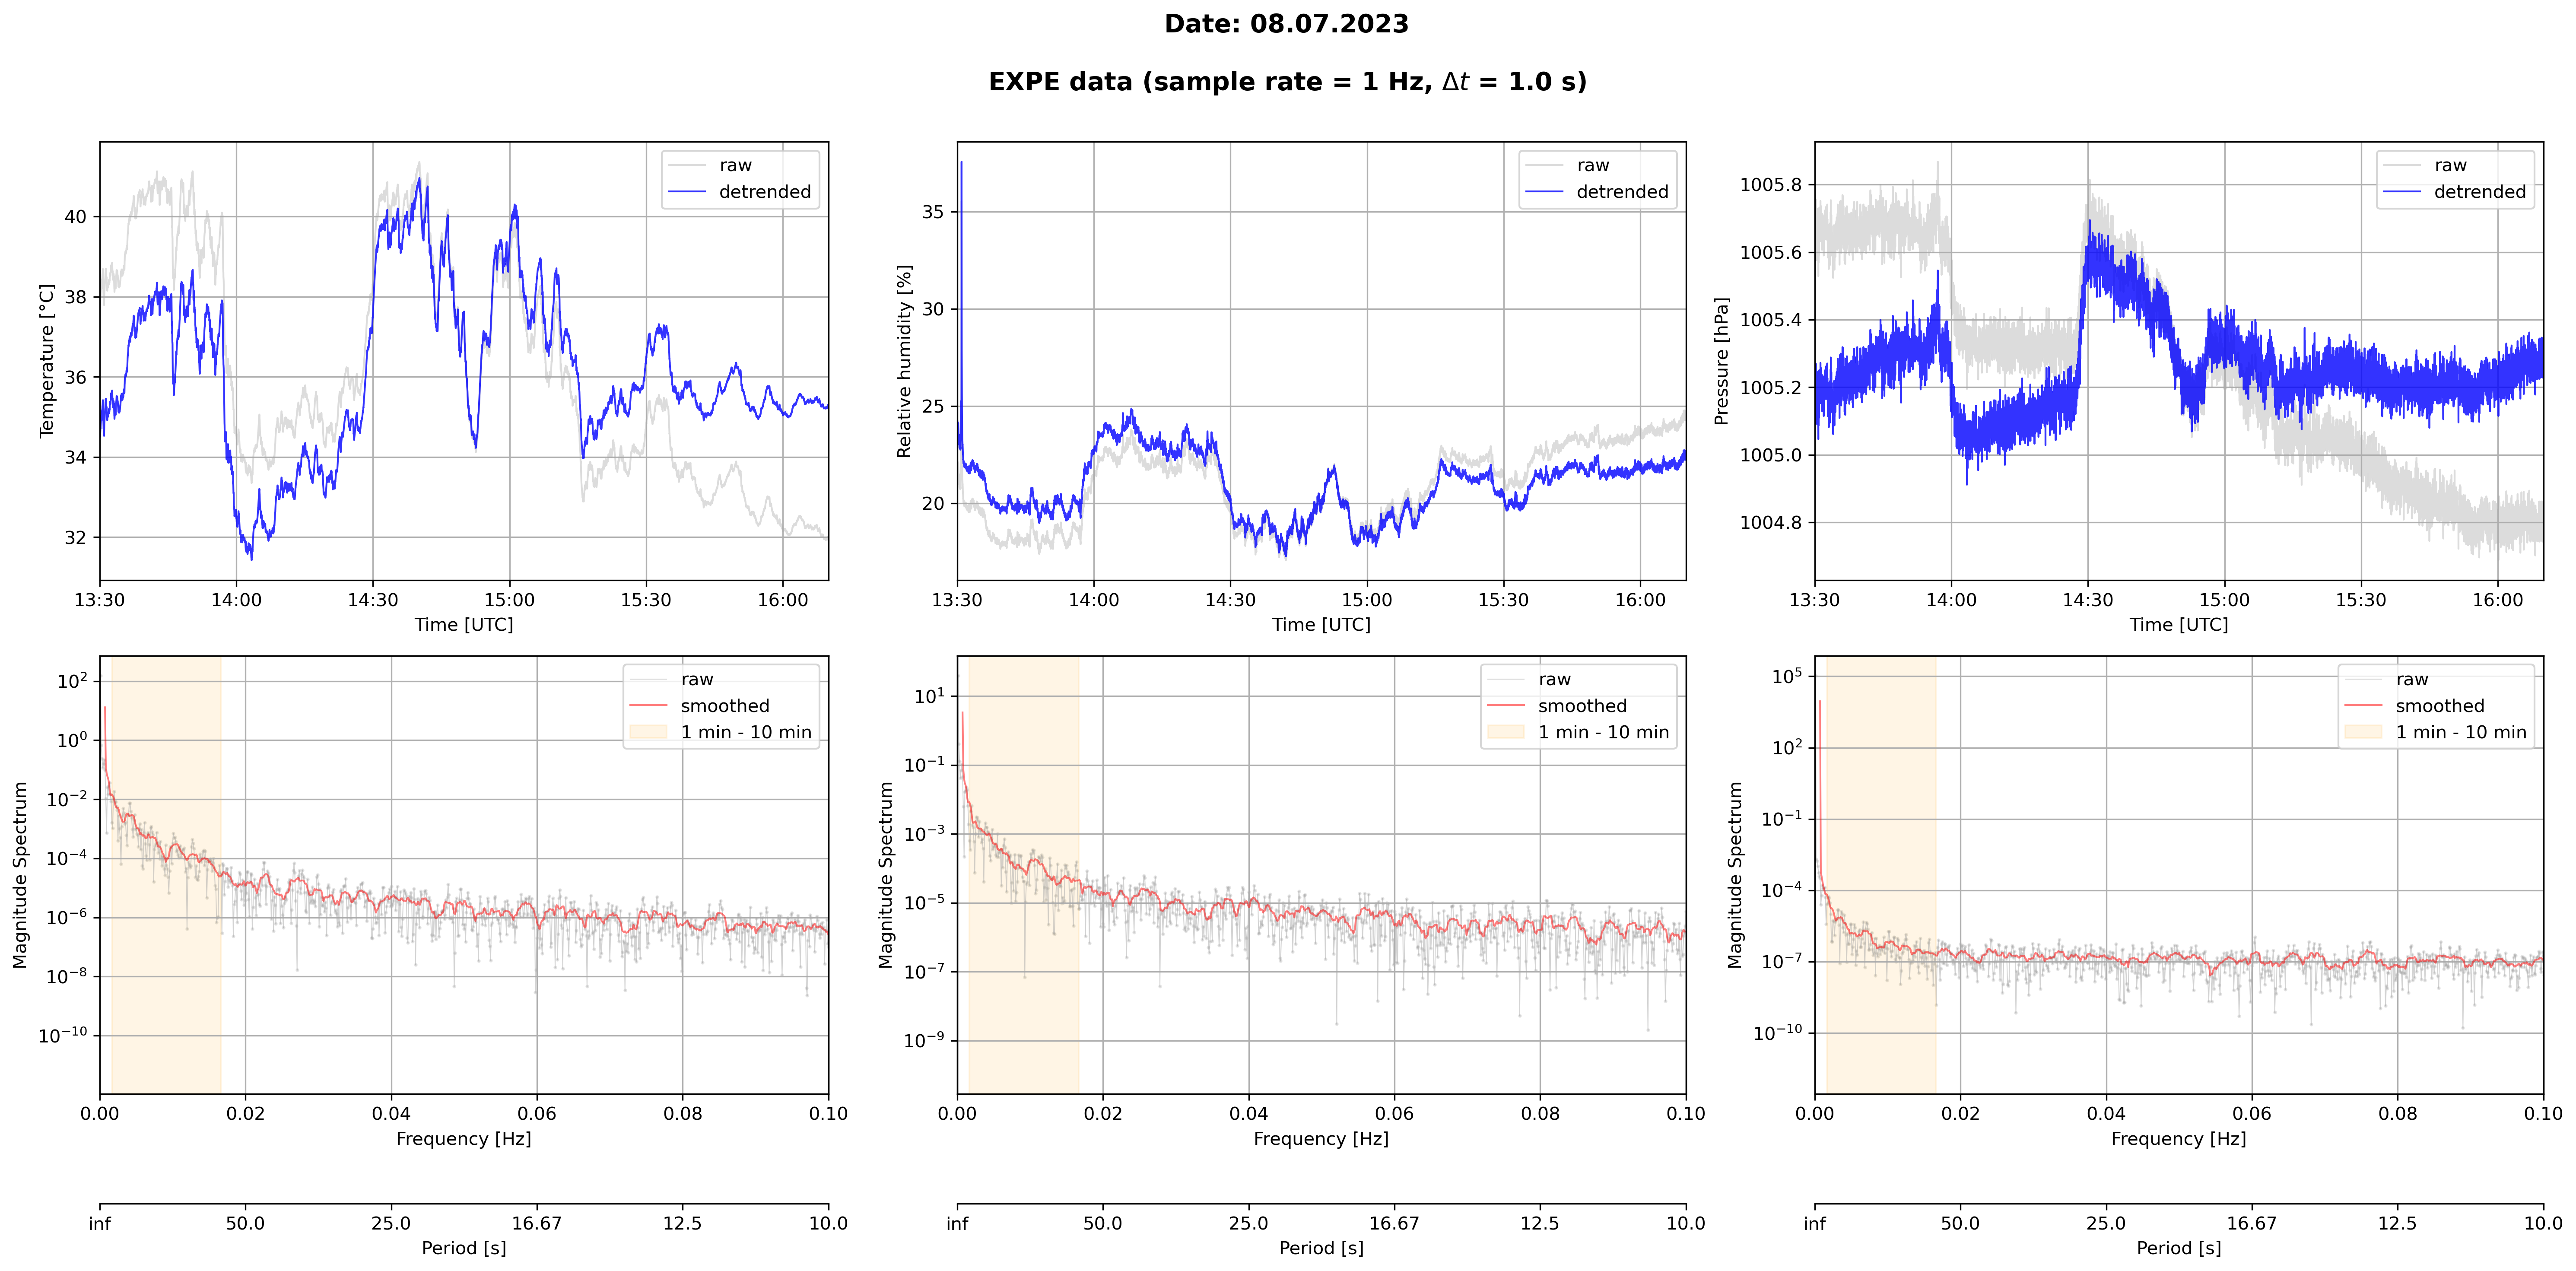 Date: 08.07.2023
EXPE data (sample rate = 1 Hz, Δt = 1.0 s)
Temperature [°C]
40
38
36
34
32
raw
detrended
13:30 14:00 14:30 15:00 15:30 16:00
Time [UTC]
Relative humidity [%]
35
30
25
20
raw
detrended
13:30 14:00 14:30 15:00 15:30 16:00
Time [UTC]
Pressure [hPa]
1005.8
1005.6
1005.4
1005.2
1005.0
1004.8
raw
detrended
13:30 14:00 14:30 15:00 15:30 16:00
Time [UTC]
Magnitude Spectrum
10²
10⁰
10⁻²
10⁻⁴
10⁻⁶
10⁻⁸
10⁻¹⁰
raw
smoothed
1 min - 10 min
0.00 0.02 0.04 0.06 0.08 0.10
Frequency [Hz]
inf 50.0 25.0 16.67 12.5 10.0
Period [s]
Magnitude Spectrum
10¹
10⁻¹
10⁻³
10⁻⁵
10⁻⁷
10⁻⁹
raw
smoothed
1 min - 10 min
0.00 0.02 0.04 0.06 0.08 0.10
Frequency [Hz]
inf 50.0 25.0 16.67 12.5 10.0
Period [s]
Magnitude Spectrum
10⁵
10²
10⁻¹
10⁻⁴
10⁻⁷
10⁻¹⁰
raw
smoothed
1 min - 10 min
0.00 0.02 0.04 0.06 0.08 0.10
Frequency [Hz]
inf 50.0 25.0 16.67 12.5 10.0
Period [s]